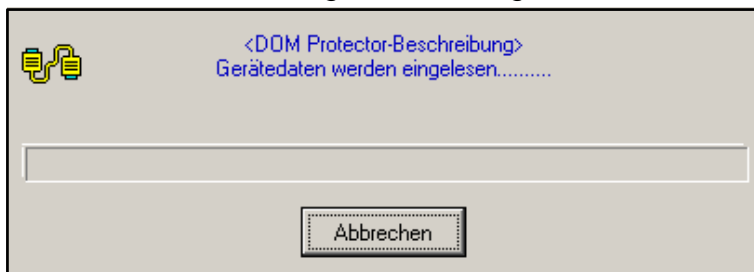 <DOM Protector-Beschreibung>
Gerätedaten werden eingelesen..........
Abbrechen